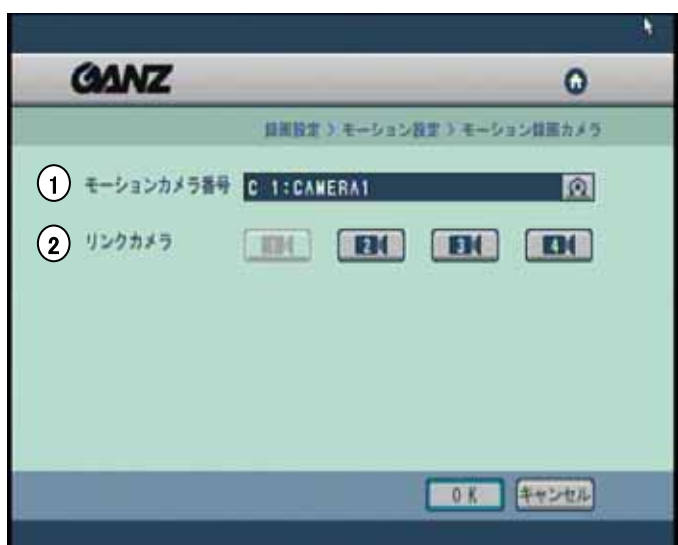 GANZ
録画設定 > モーション設定 > モーション録画カメラ
1 モーションカメラ番号 C 1:CAMERA1
2 リンクカメラ 1 2 3 4
OK キャンセル